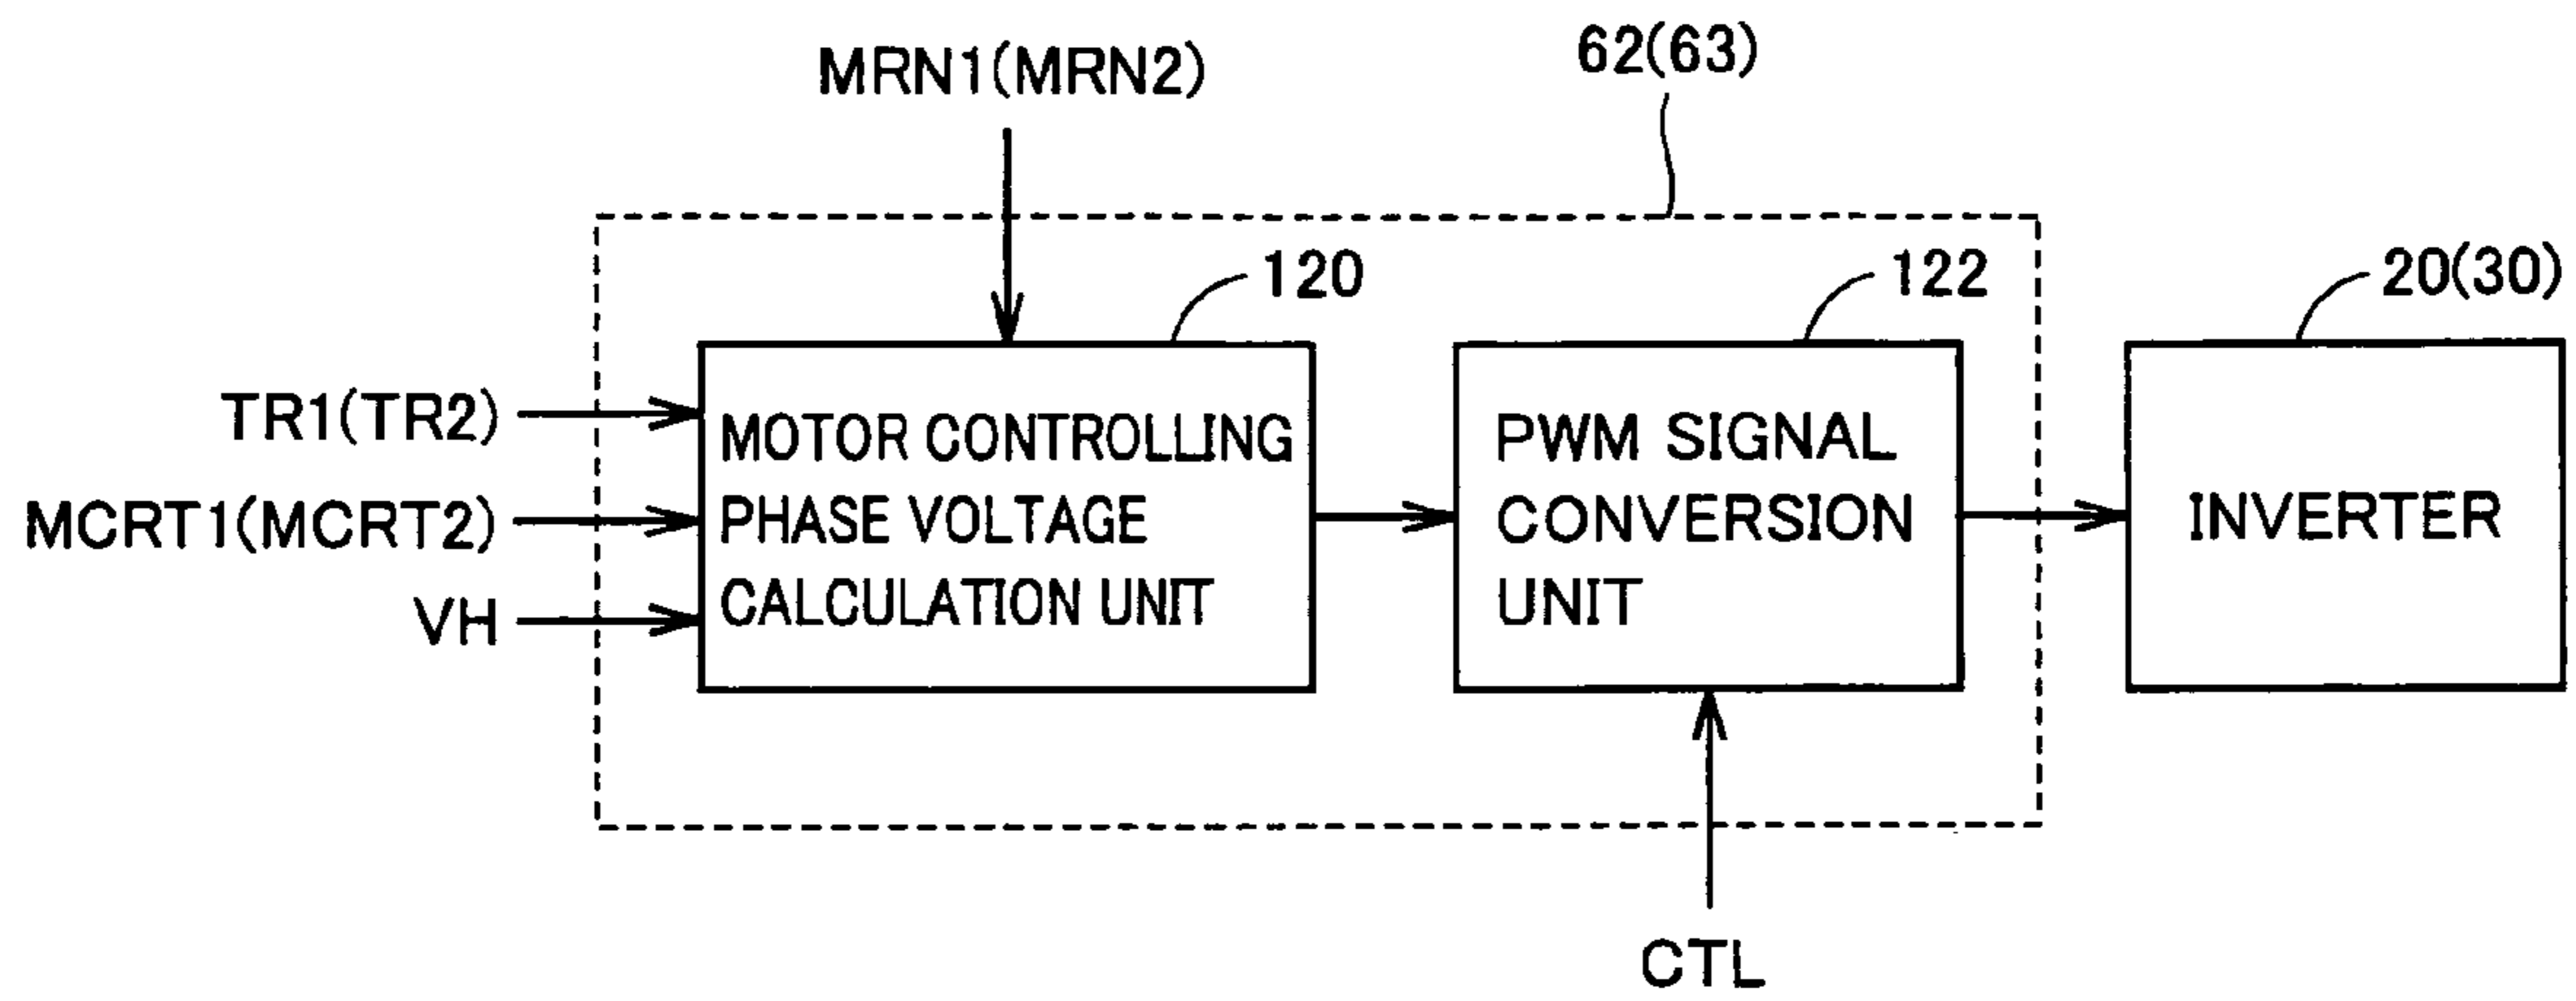 62(63)
MRN1(MRN2)
120
122
20(30)
TR1(TR2)
MCRT1(MCRT2)
VH
MOTOR CONTROLLING
PHASE VOLTAGE
CALCULATION UNIT
PWM SIGNAL
CONVERSION
UNIT
INVERTER
CTL